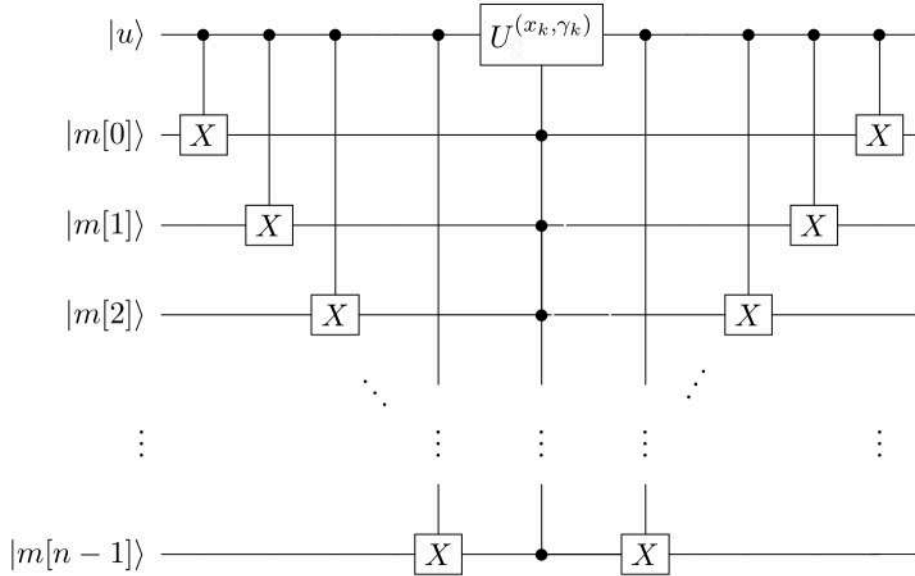 |u⟩ U^{(x_k, γ_k)}
|m[0]⟩ X X
|m[1]⟩ X X
|m[2]⟩ X X
|m[n − 1]⟩ X X